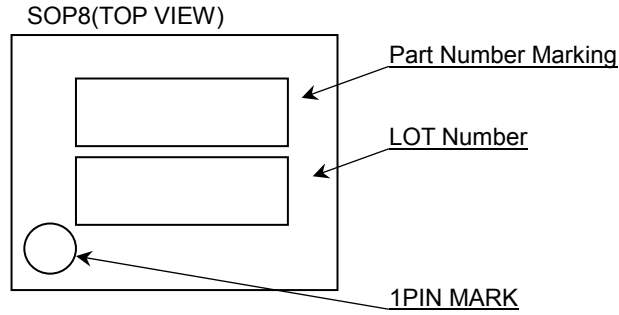 SOP8(TOP VIEW)
Part Number Marking
LOT Number
1PIN MARK